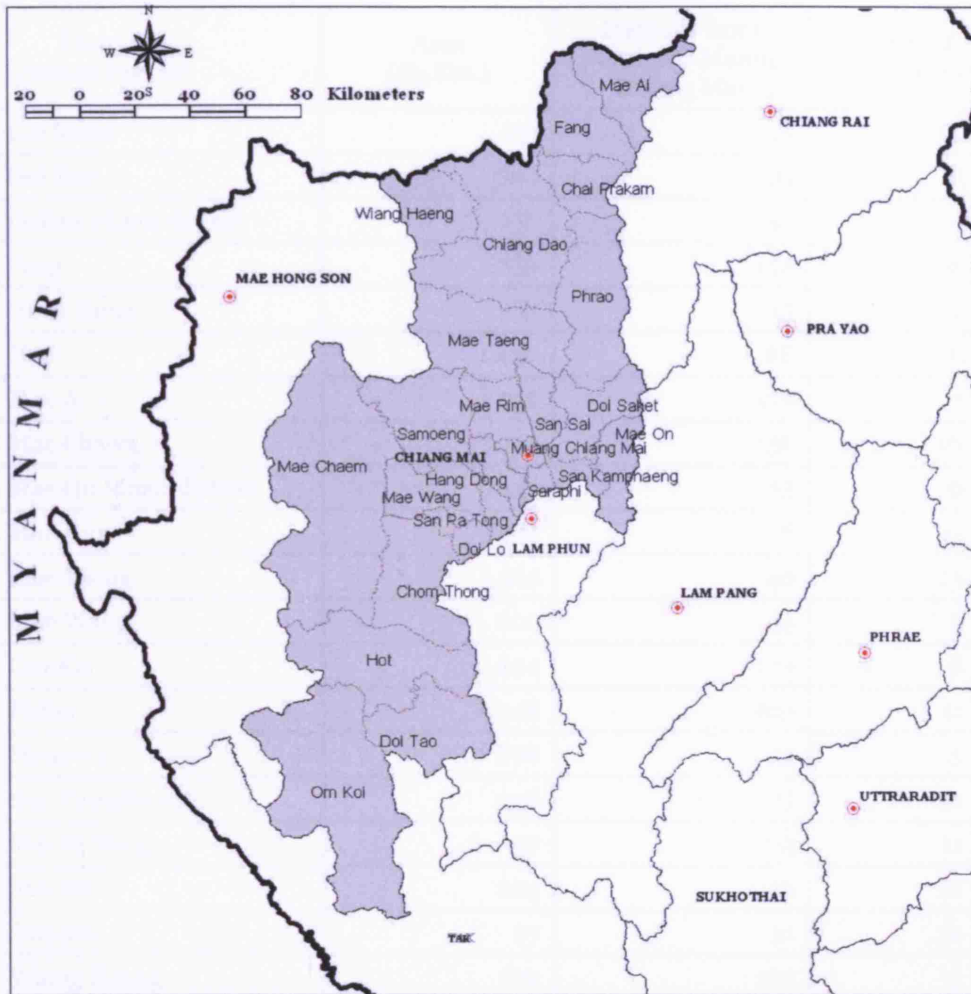 N
W E
S
20 0 20 40 80 Kilometers
Mae Ai
Fang
CHIANG RAI
Chai Prakarn
Wiang Haeng
Chiang Dao
MAE HONG SON
Phrao
PRA YAO
Mae Taeng
MYANMAR
Mae Rim
Doi Saket
San Sai
Samoeng
Mae On
CHIANG MAI
Muang Chiang Mai
Mae Chaem
Hang Dong
San Kamphaeng
Mae Wang
Saraphi
San Pa Tong
Doi Lo
LAM PHUN
Chom Thong
LAM PANG
PHRAE
Hot
Doi Tao
Om Koi
UTTRARADIT
SUKHOTHAI
TAK